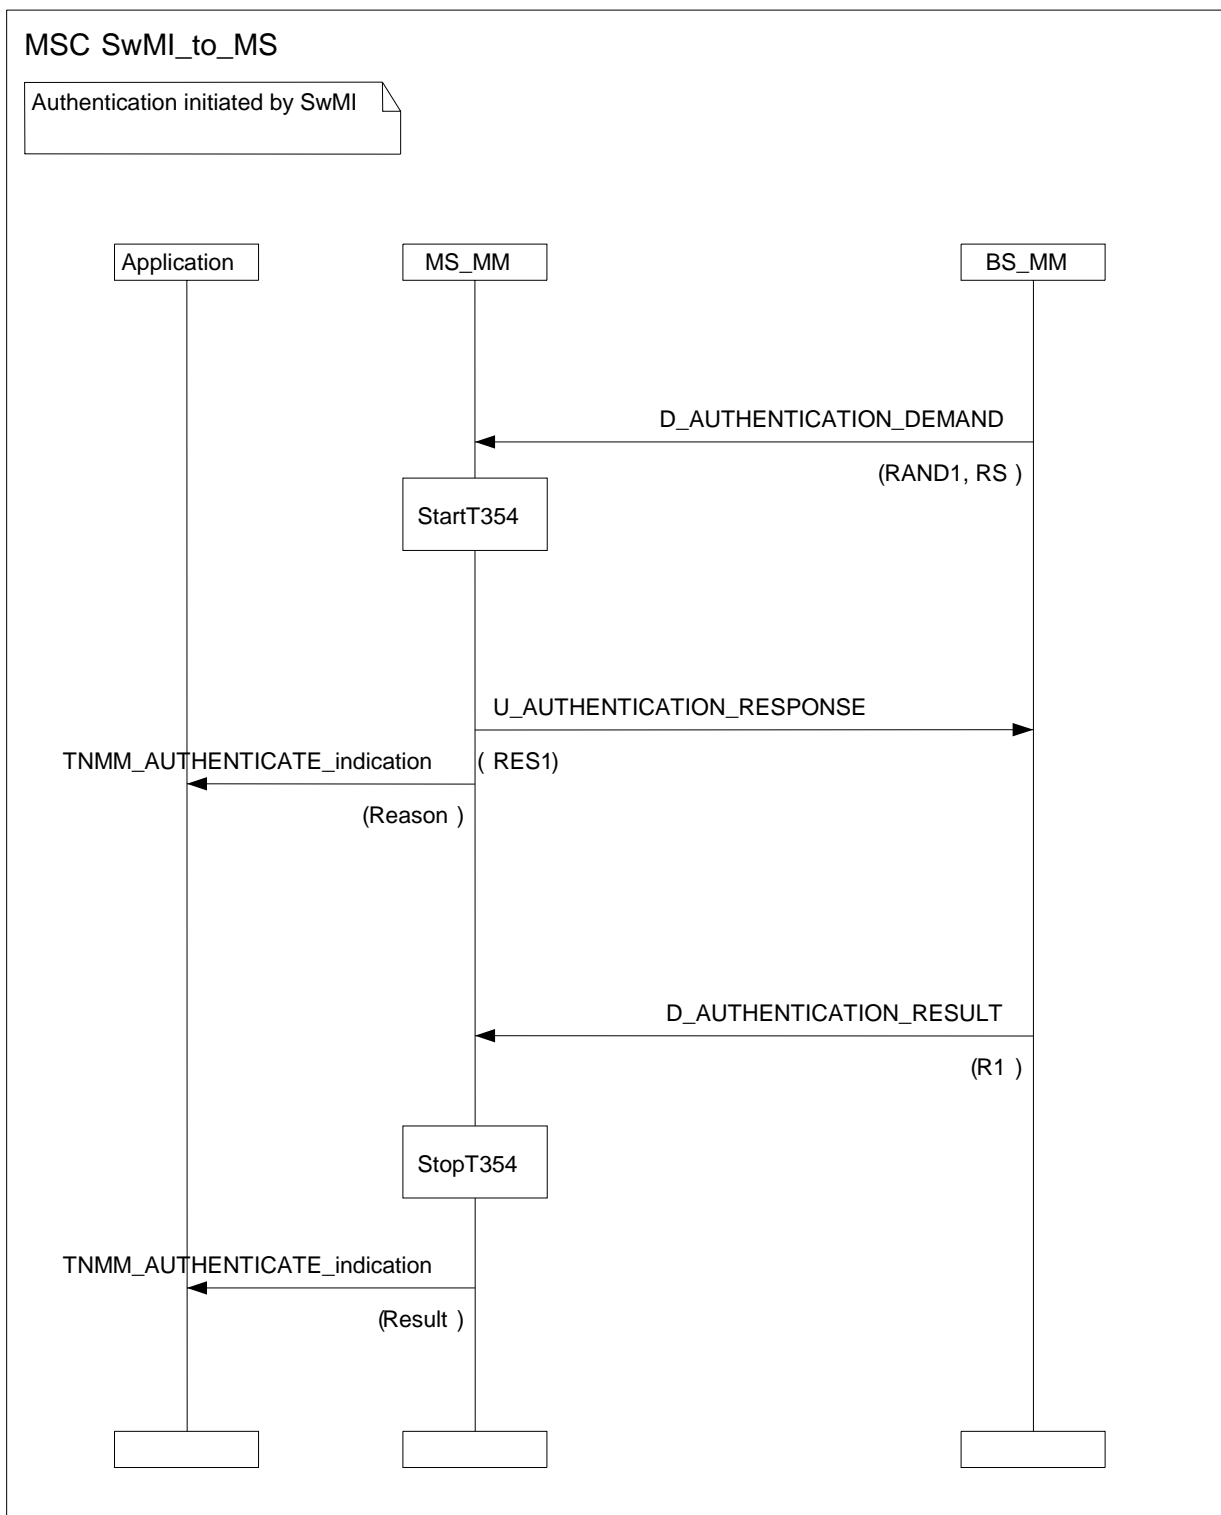 MSC SwMI_to_MS
Authentication initiated by SwMI
Application
MS_MM
BS_MM
D_AUTHENTICATION_DEMAND
(RAND1, RS )
StartT354
U_AUTHENTICATION_RESPONSE
( RES1)
TNMM_AUTHENTICATE_indication
(Reason )
D_AUTHENTICATION_RESULT
(R1 )
StopT354
TNMM_AUTHENTICATE_indication
(Result )